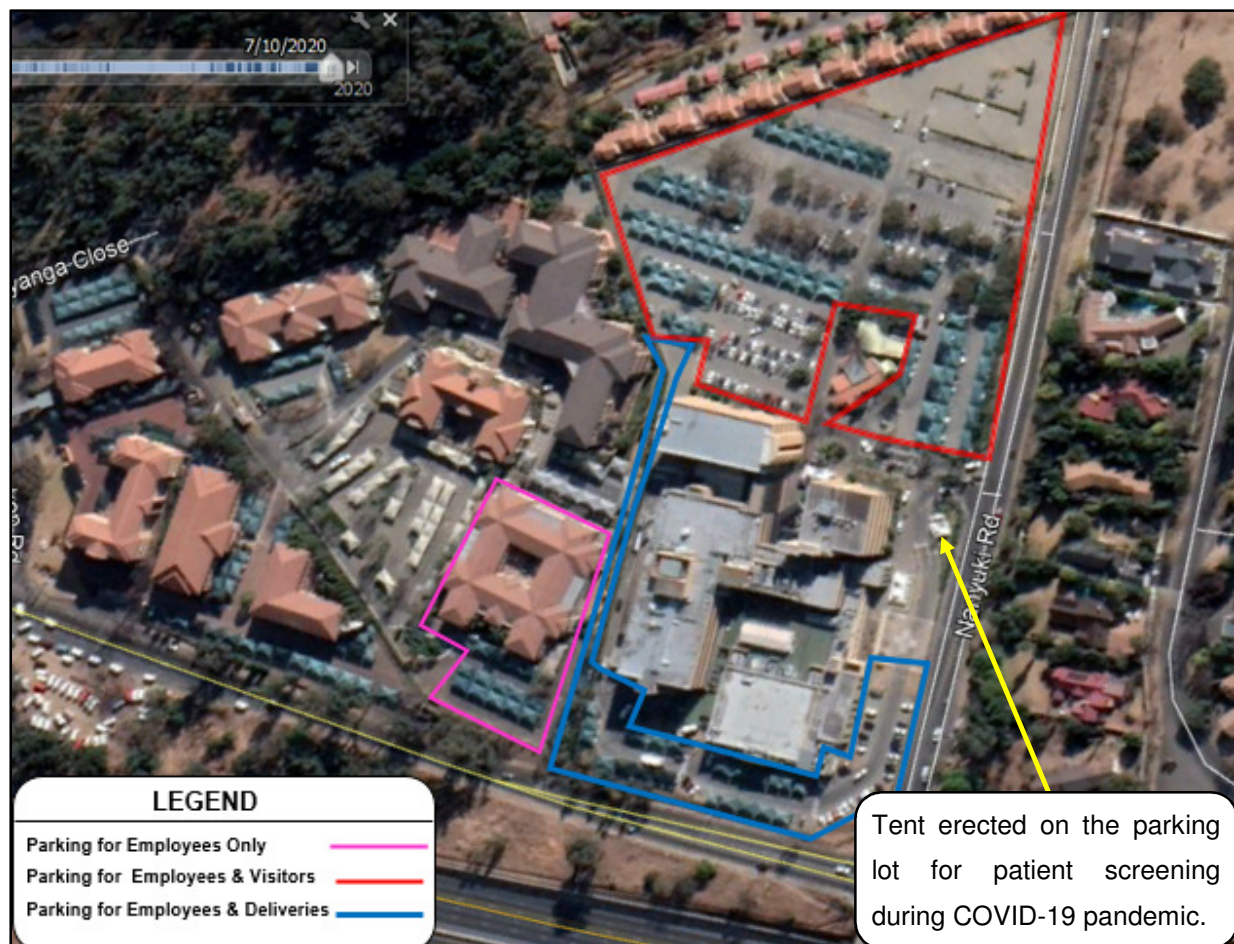 7/10/2020
2020
yanga Close
Nanyuki Rd
LEGEND
Parking for Employees Only
Parking for Employees & Visitors
Parking for Employees & Deliveries
Tent erected on the parking
lot for patient screening
during COVID-19 pandemic.